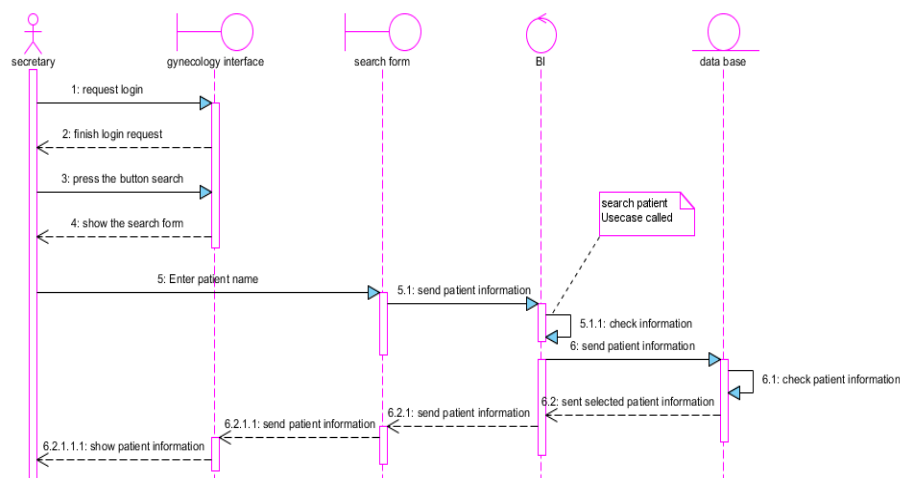 secretary
gynecology interface
search form
BI
data base
1: request login
2: finish login request
3: press the button search
search patient
Usecase called
4: show the search form
5: Enter patient name
5.1: send patient information
5.1.1: check information
6: send patient information
6.1: check patient information
6.2: sent selected patient information
6.2.1: send patient information
6.2.1.1: send patient information
6.2.1.1.1: show patient information